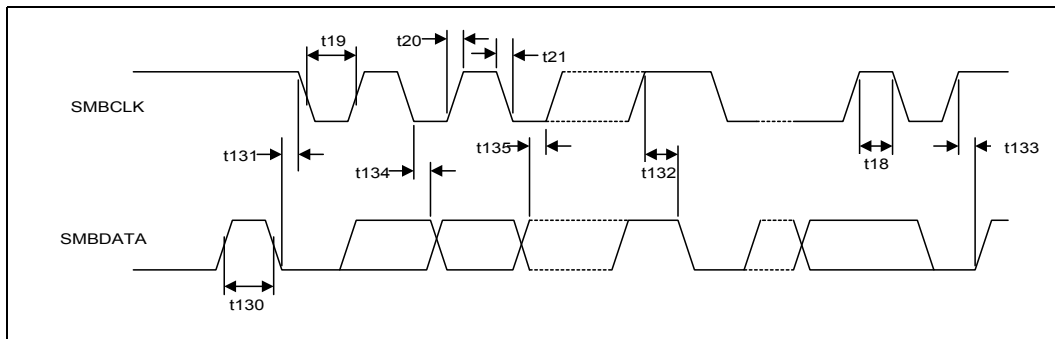 t19
t20
t21
SMBCLK
t131
t134
t135
t132
t18
t133
SMBDATA
t130